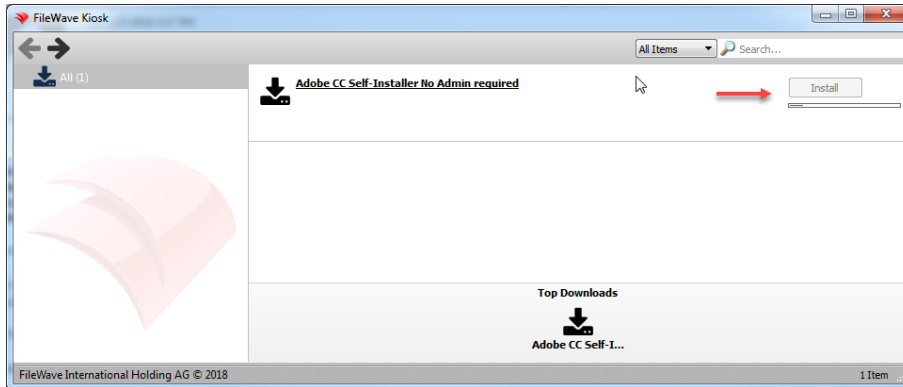 FileWave Kiosk
All Items
Search...
All (1)
Adobe CC Self-Installer No Admin required
Install
Top Downloads
Adobe CC Self-I...
FileWave International Holding AG © 2018
1 Item